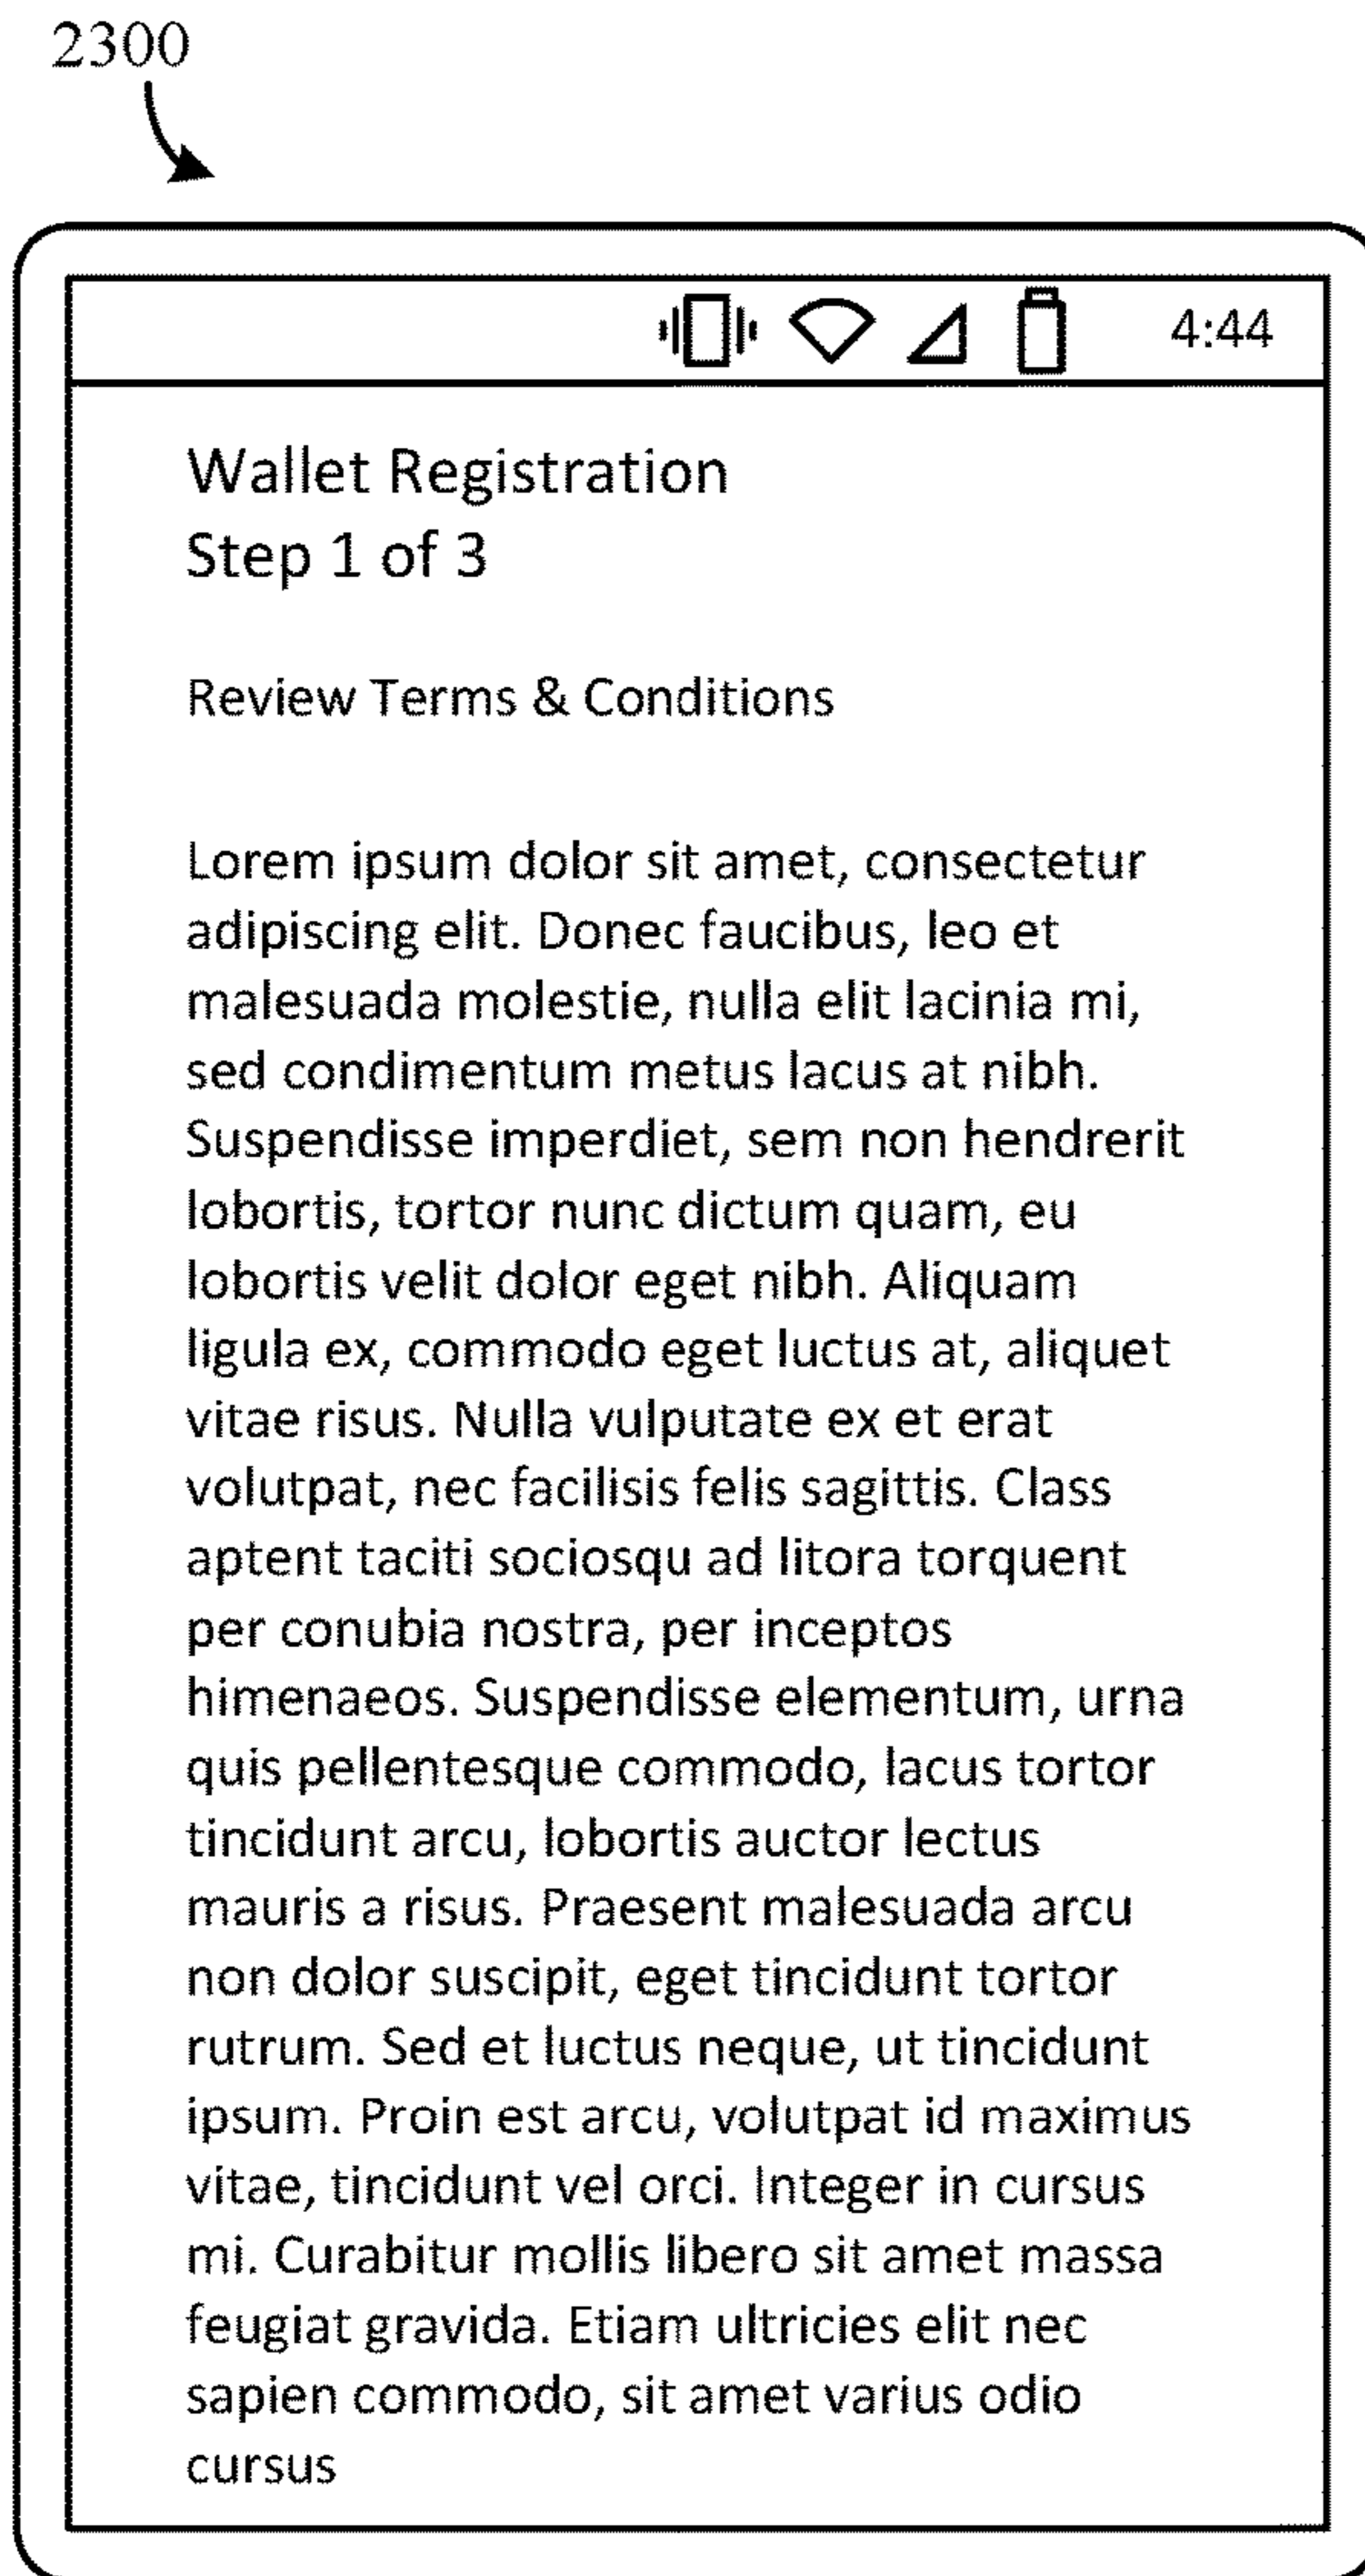 2300
4:44
Wallet Registration
Step 1 of 3
Review Terms & Conditions
Lorem ipsum dolor sit amet, consectetur
adipiscing elit. Donec faucibus, leo et
malesuada molestie, nulla elit lacinia mi,
sed condimentum metus lacus at nibh.
Suspendisse imperdiet, sem non hendrerit
lobortis, tortor nunc dictum quam, eu
lobortis velit dolor eget nibh. Aliquam
ligula ex, commodo eget luctus at, aliquet
vitae risus. Nulla vulputate ex et erat
volutpat, nec facilisis felis sagittis. Class
aptent taciti sociosqu ad litora torquent
per conubia nostra, per inceptos
himenaeos. Suspendisse elementum, urna
quis pellentesque commodo, lacus tortor
tincidunt arcu, lobortis auctor lectus
mauris a risus. Praesent malesuada arcu
non dolor suscipit, eget tincidunt tortor
rutrum. Sed et luctus neque, ut tincidunt
ipsum. Proin est arcu, volutpat id maximus
vitae, tincidunt vel orci. Integer in cursus
mi. Curabitur mollis libero sit amet massa
feugiat gravida. Etiam ultricies elit nec
sapien commodo, sit amet varius odio
cursus